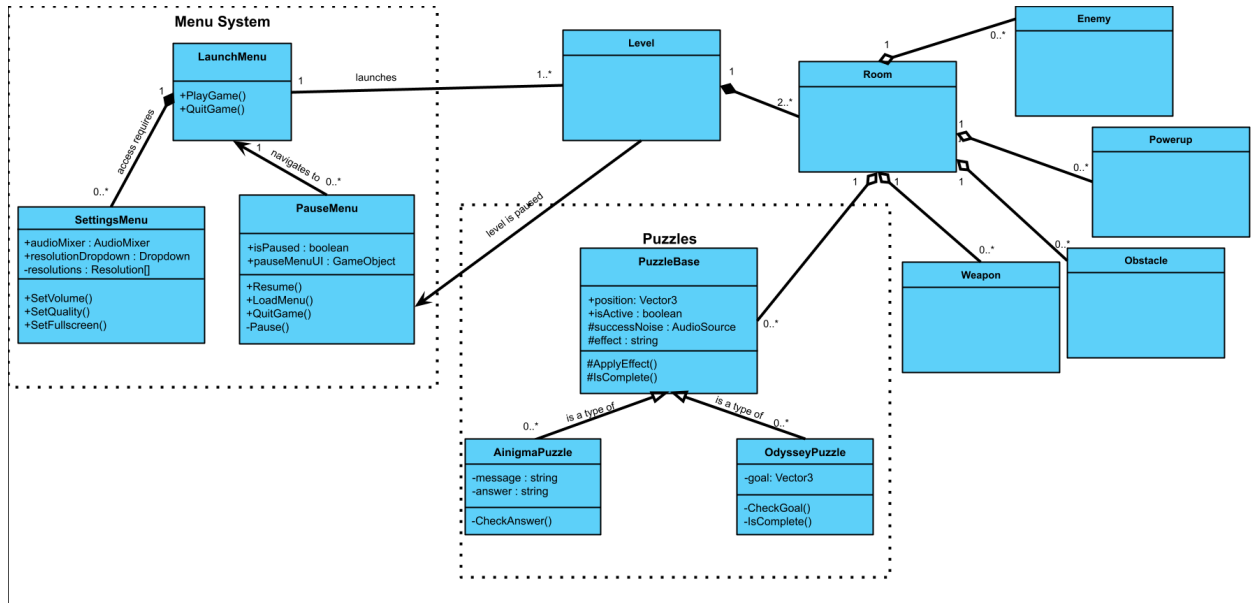 Menu System
LaunchMenu
+PlayGame()
+QuitGame()
1
launches
1..*
1
access requires
0..*
1
navigates to
0..*
SettingsMenu
+audioMixer : AudioMixer
+resolutionDropdown : Dropdown
-resolutions : Resolution[]
+SetVolume()
+SetQuality()
+SetFullscreen()
PauseMenu
+isPaused : boolean
+pauseMenuUI : GameObject
+Resume()
+LoadMenu()
+QuitGame()
-Pause()
Level
level is paused
1
2..*
Room
1
0..*
Enemy
1
0..*
Powerup
1
0..*
Obstacle
1
0..*
Weapon
1
0..*
Puzzles
PuzzleBase
+position: Vector3
+isActive : boolean
#successNoise : AudioSource
#effect : string
#ApplyEffect()
#IsComplete()
is a type of
0..*
is a type of
0..*
AinigmaPuzzle
-message : string
-answer : string
-CheckAnswer()
OdysseyPuzzle
-goal: Vector3
-CheckGoal()
-IsComplete()